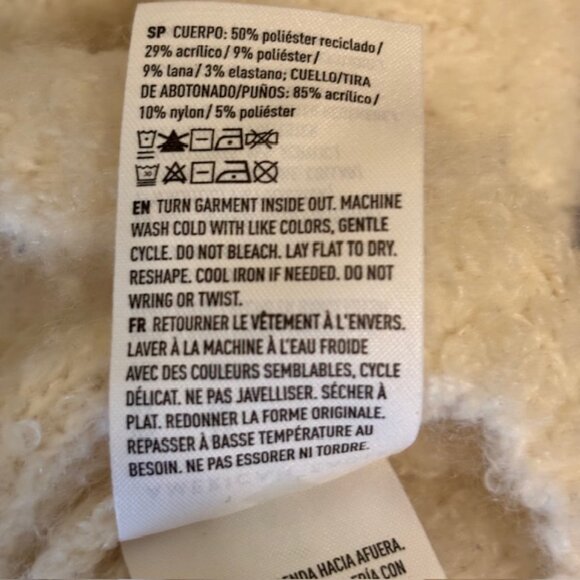 SP CUERPO: 50% poliéster reciclado/
29% acrílico/9% poliéster/
9% lana/3% elastano; CUELLO/TIRA
DE ABOTONADO/PUÑOS: 85% acrílico/
10% nylon/5% poliéster
30
EN TURN GARMENT INSIDE OUT. MACHINE
WASH COLD WITH LIKE COLORS, GENTLE
CYCLE. DO NOT BLEACH. LAY FLAT TO DRY.
RESHAPE. COOL IRON IF NEEDED. DO NOT
WRING OR TWIST.
FR RETOURNER LE VÊTEMENT À L'ENVERS.
LAVER À LA MACHINE À L'EAU FROIDE
AVEC DES COULEURS SEMBLABLES, CYCLE
DÉLICAT. NE PAS JAVELLISER. SÉCHER À
PLAT. REDONNER LA FORME ORIGINALE.
REPASSER À BASSE TEMPÉRATURE AU
BESOIN. NE PAS ESSORER NI TORDRE.
HACIA AFUERA.
CON